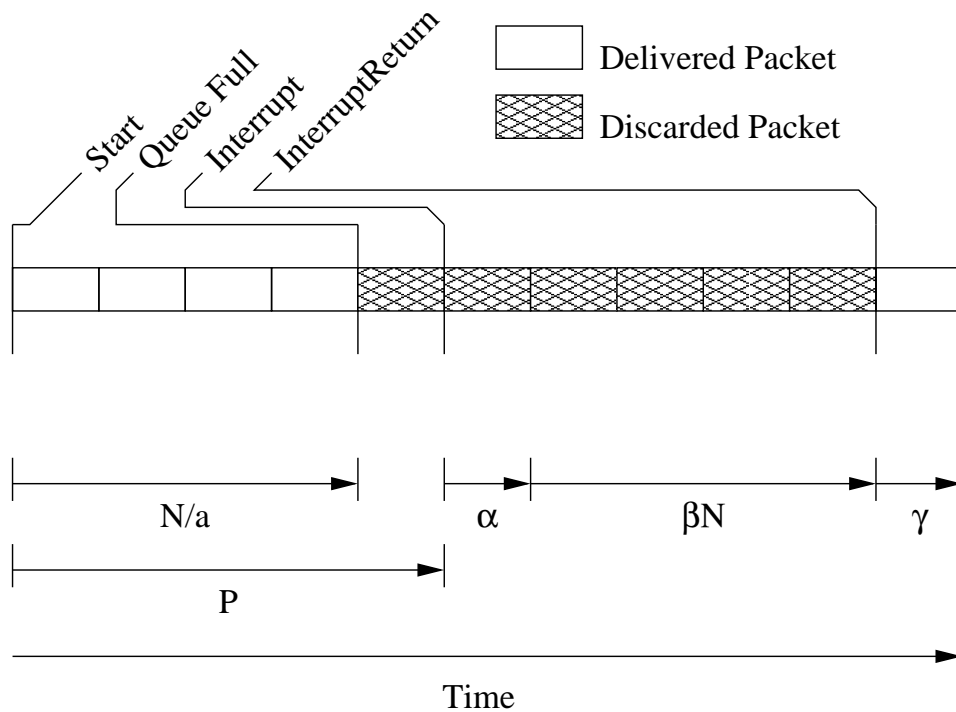 Start
Queue Full
Interrupt
InterruptReturn
Delivered Packet
Discarded Packet
N/a
α
βN
γ
P
Time